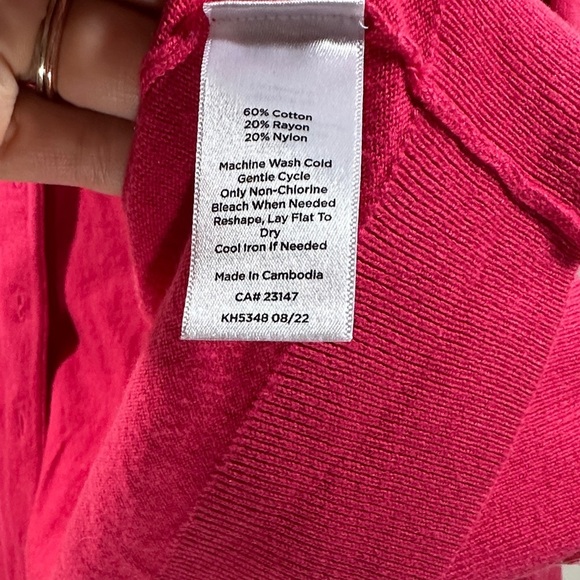 60% Cotton
20% Rayon
20% Nylon
Machine Wash Cold
Gentle Cycle
Only Non-Chlorine
Bleach When Needed
Reshape, Lay Flat To
Dry
Cool Iron If Needed
Made In Cambodia
CA# 23147
KH5348 08/22